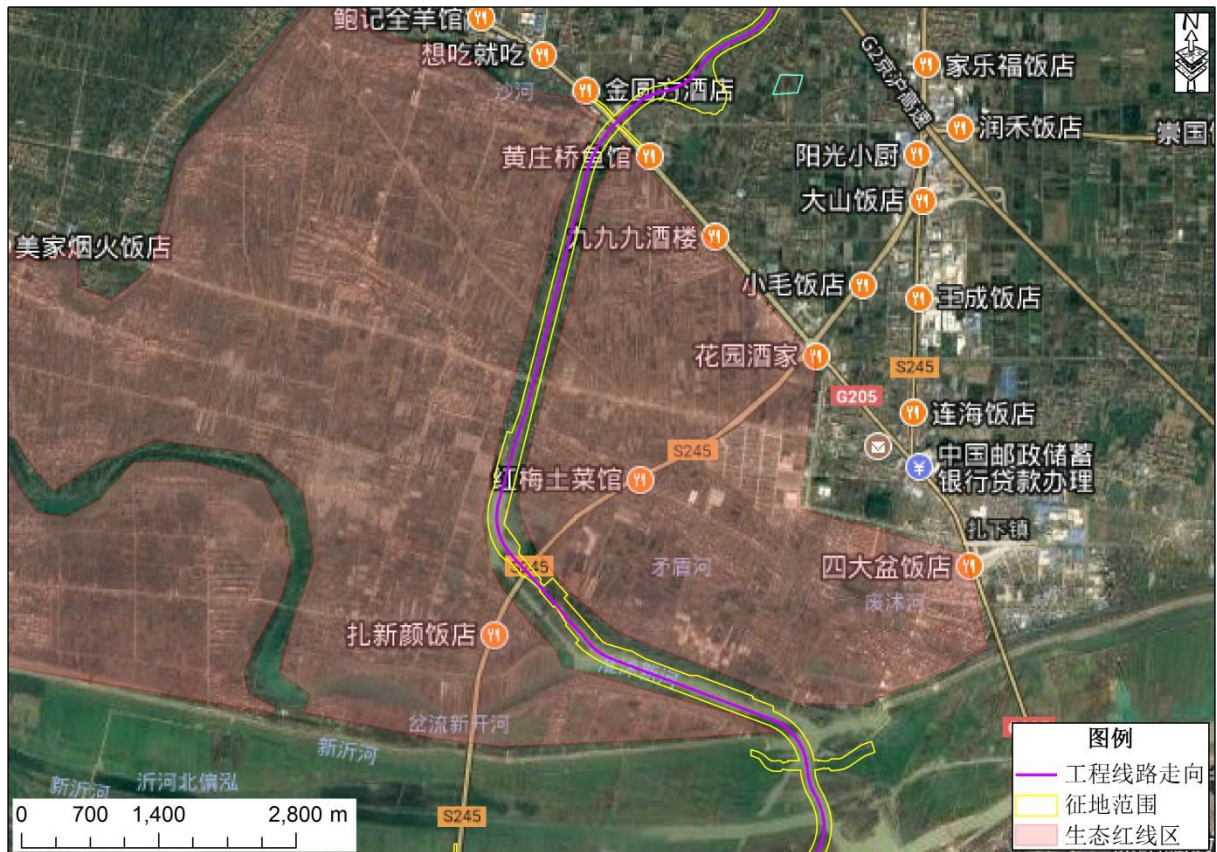 鲍记全羊馆
想吃就吃
沙河
金同方酒店
N
G2京沪高速
家乐福饭店
润禾饭店
崇国
黄庄桥鱼馆
阳光小厨
大山饭店
美家烟火饭店
九九九酒楼
小毛饭店
王成饭店
花园酒家
S245
G205
连海饭店
S245
红梅土菜馆
中国邮政储蓄
银行贷款办理
扎下镇
S245
矛盾河
四大盆饭店
废沭河
扎新颜饭店
淮沭新河
岔流新开河
新沂河
新沂河
沂河北偏泓
S245
0 700 1,400 2,800 m
图例
工程线路走向
征地范围
生态红线区